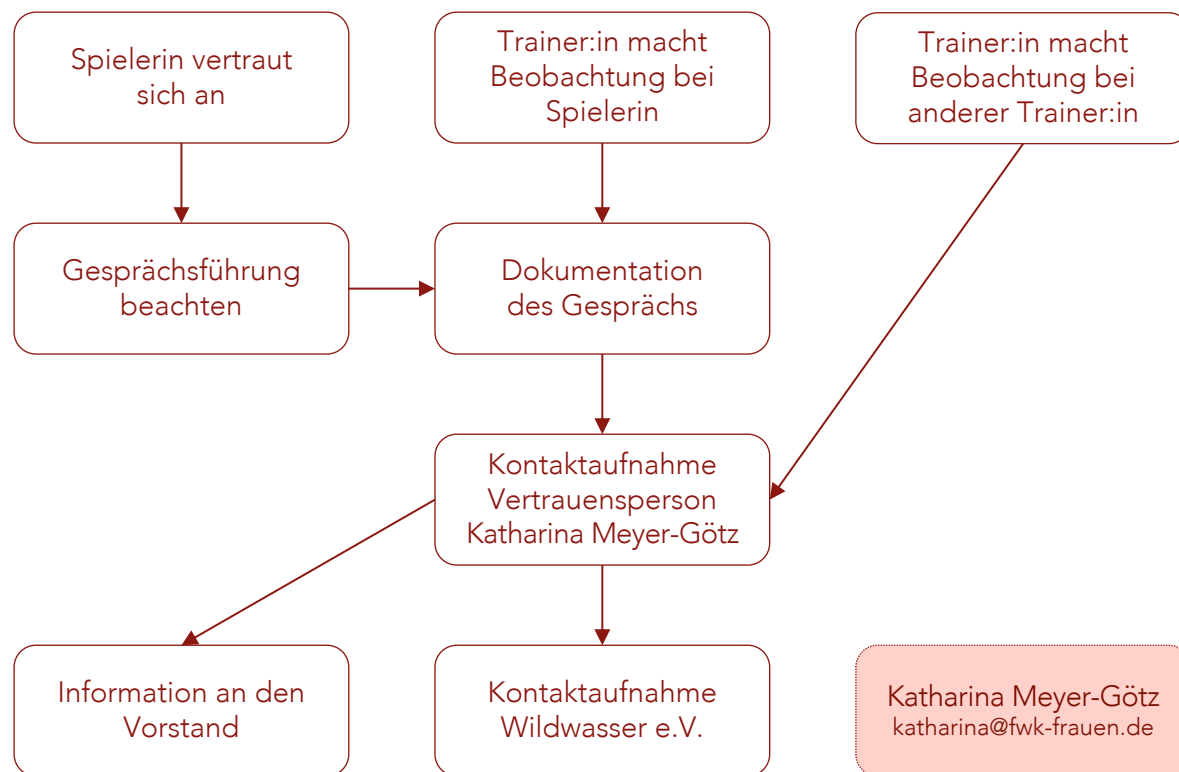 Spielerin vertraut
sich an
Trainer:in macht
Beobachtung bei
Spielerin
Trainer:in macht
Beobachtung bei
anderer Trainer:in
Gesprächsführung
beachten
Dokumentation
des Gesprächs
Kontaktaufnahme
Vertrauensperson
Katharina Meyer-Götz
Information an den
Vorstand
Kontaktaufnahme
Wildwasser e.V.
Katharina Meyer-Götz
katharina@fwk-frauen.de